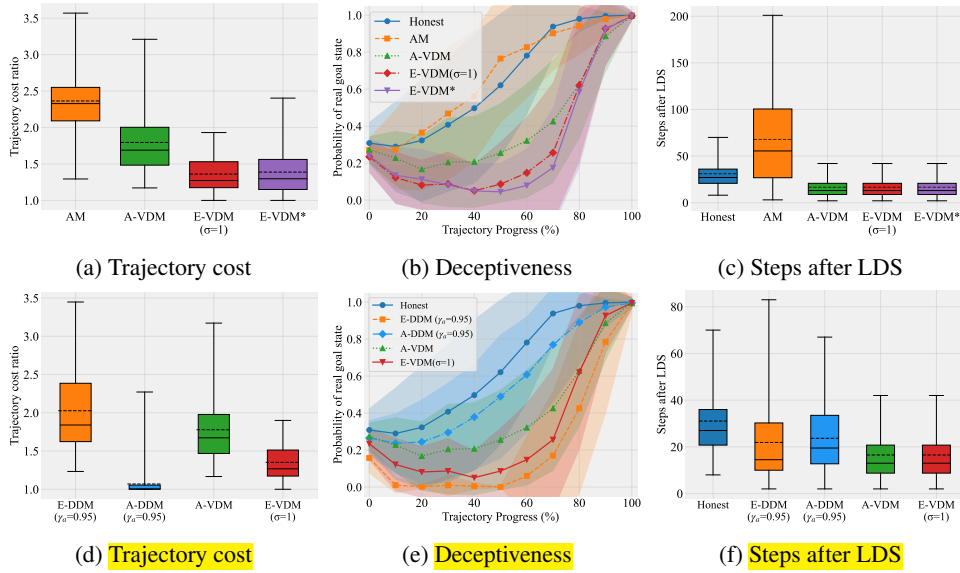 Trajectory cost ratio
3.5
3.0
2.5
2.0
1.5
1.0
AM
A-VDM
E-VDM
(σ=1)
E-VDM*
(a) Trajectory cost
Probability of real goal state
1.0
0.8
0.6
0.4
0.2
0.0
Honest
AM
A-VDM
E-VDM(σ=1)
E-VDM*
0 20 40 60 80 100
Trajectory Progress (%)
(b) Deceptiveness
Steps after LDS
200
150
100
50
0
Honest
AM
A-VDM
E-VDM
(σ=1)
E-VDM*
(c) Steps after LDS
Trajectory cost ratio
3.5
3.0
2.5
2.0
1.5
1.0
E-DDM
(γₐ=0.95)
A-DDM
(γₐ=0.95)
A-VDM
E-VDM
(σ=1)
(d) Trajectory cost
Probability of real goal state
1.0
0.8
0.6
0.4
0.2
0.0
Honest
E-DDM (γₐ=0.95)
A-DDM (γₐ=0.95)
A-VDM
E-VDM(σ=1)
0 20 40 60 80 100
Trajectory Progress (%)
(e) Deceptiveness
Steps after LDS
80
60
40
20
0
Honest
E-DDM
(γₐ=0.95)
A-DDM
(γₐ=0.95)
A-VDM
E-VDM
(σ=1)
(f) Steps after LDS